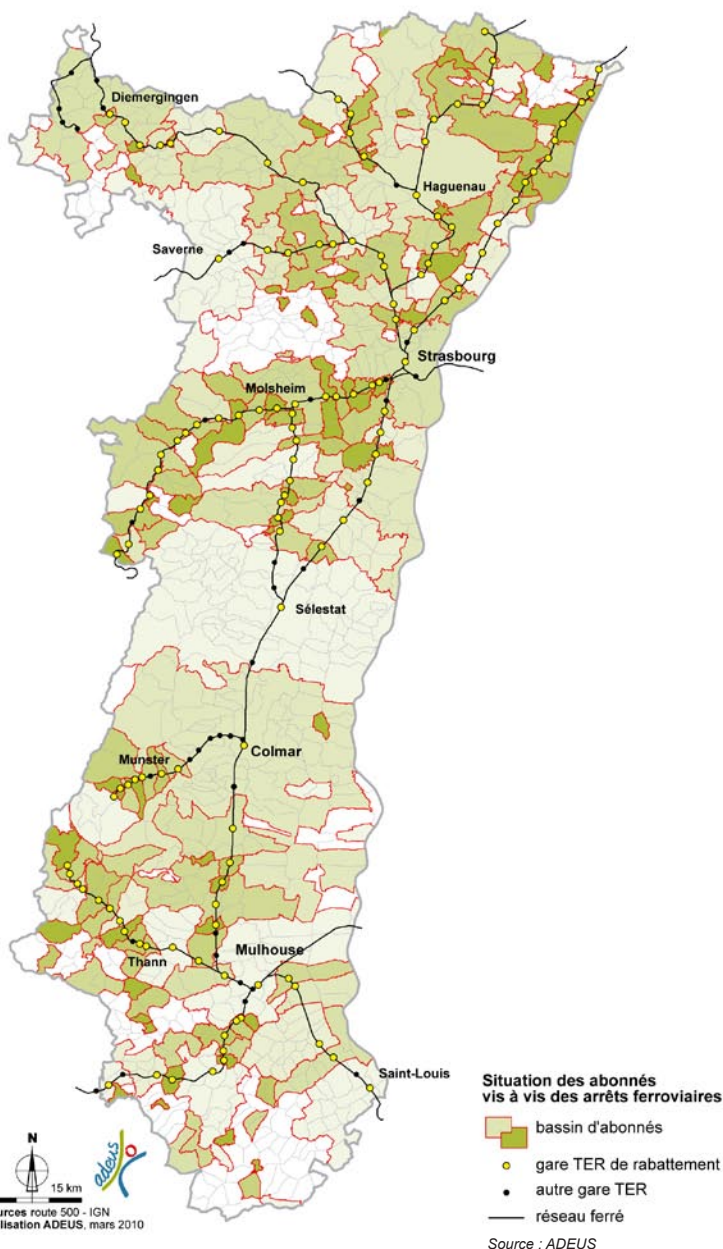 Diemergingen
Haguenau
Saverne
Strasbourg
Molsheim
Sélestat
Colmar
Munster
Mulhouse
Thann
Saint-Louis
Situation des abonnés
vis à vis des arrêts ferroviaires
bassin d'abonnés
gare TER de rabattement
autre gare TER
réseau ferré
Source : ADEUS
N
15 km
adeus
route 500 - IGN
ADEUS, mars 2010